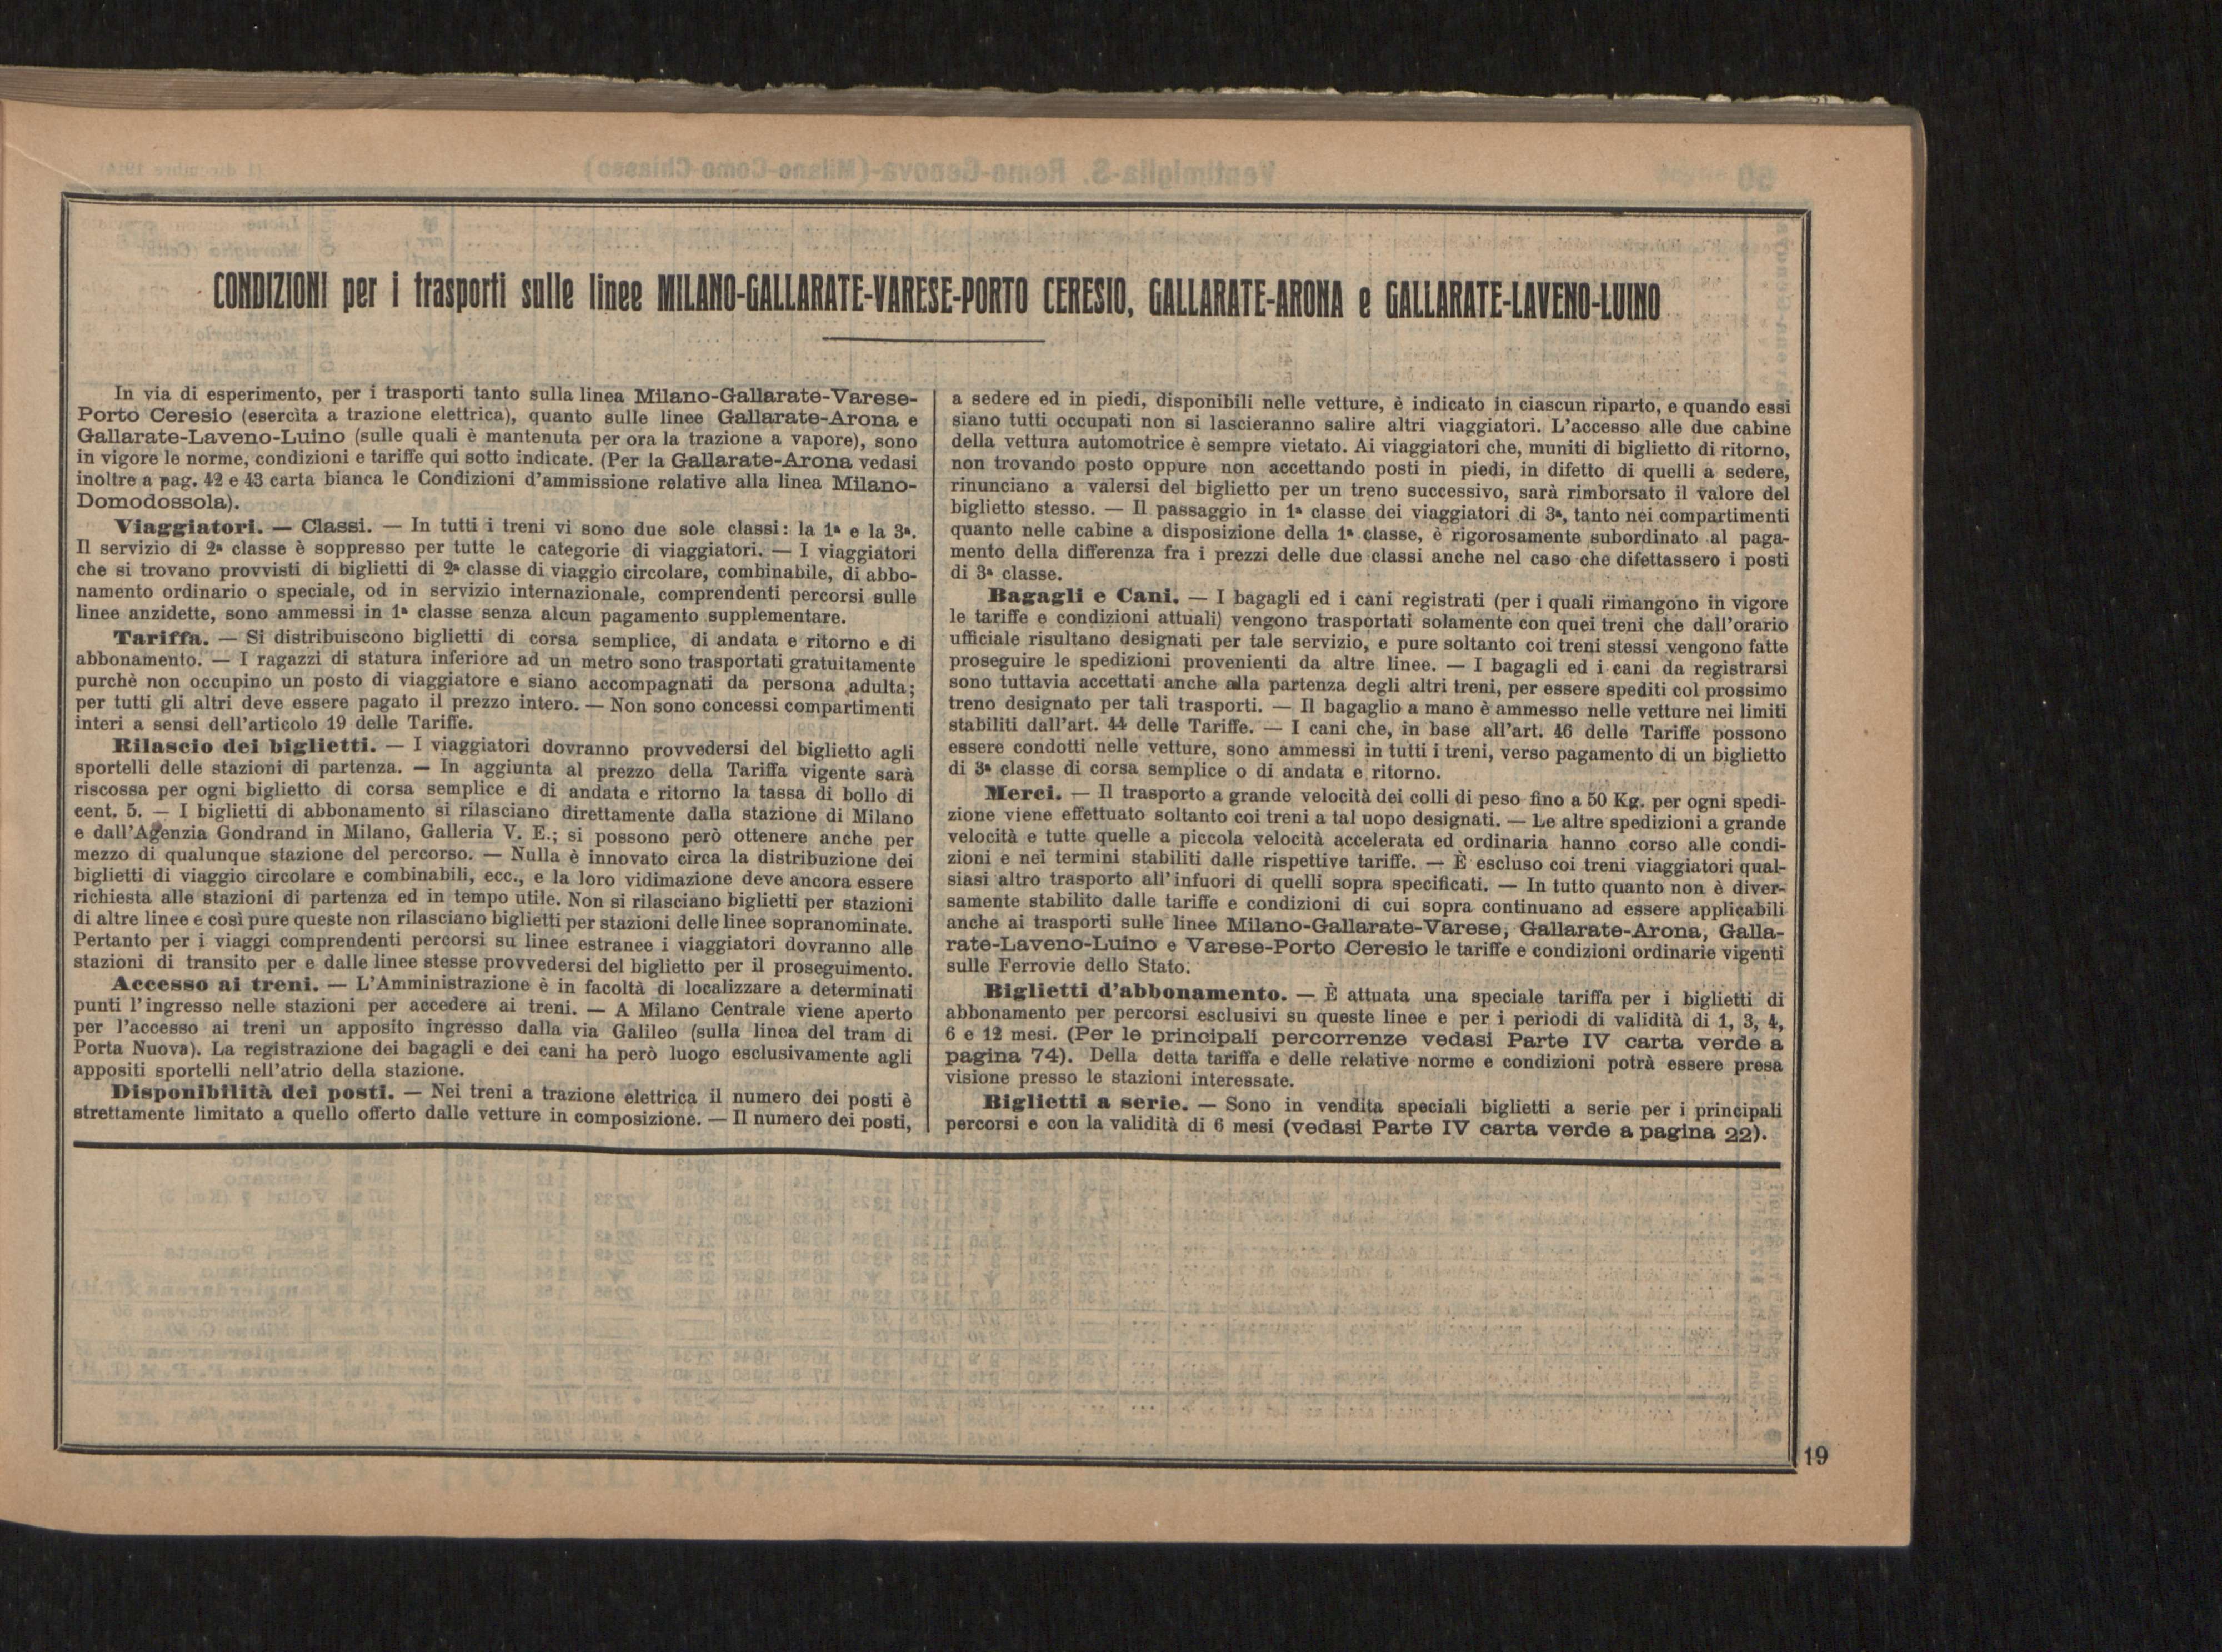 CONDIZIONI per i trasporti sulle linee MILANO-GALLARATE-VARESE-PORTO CERESIO, GALLARATE-ARONA e GALLARATE-LAVENO-LUINO
In via di esperimento, per i trasporti tanto sulla linea Milano-Gallarate-Varese-
Porto Ceresio (esercìta a trazione elettrica), quanto sulle linee Gallarate-Arona e
Gallarate-Laveno-Luino (sulle quali è mantenuta per ora la trazione a vapore), sono
in vigore le norme, condizioni e tariffe qui sotto indicate. (Per la Gallarate-Arona vedasi
inoltre a pag. 42 e 43 carta bianca le Condizioni d'ammissione relative alla linea Milano-
Domodossola).
Viaggiatori. — Classi. — In tutti i treni vi sono due sole classi: la 1ª e la 3ª.
Il servizio di 2ª classe è soppresso per tutte le categorie di viaggiatori. — I viaggiatori
che si trovano provvisti di biglietti di 2ª classe di viaggio circolare, combinabile, di abbo-
namento ordinario o speciale, od in servizio internazionale, comprendenti percorsi sulle
linee anzidette, sono ammessi in 1ª classe senza alcun pagamento supplementare.
Tariffa. — Si distribuiscono biglietti di corsa semplice, di andata e ritorno e di
abbonamento. — I ragazzi di statura inferiore ad un metro sono trasportati gratuitamente
purchè non occupino un posto di viaggiatore e siano accompagnati da persona adulta;
per tutti gli altri deve essere pagato il prezzo intero. — Non sono concessi compartimenti
interi a sensi dell'articolo 19 delle Tariffe.
Rilascio dei biglietti. — I viaggiatori dovranno provvedersi del biglietto agli
sportelli delle stazioni di partenza. — In aggiunta al prezzo della Tariffa vigente sarà
riscossa per ogni biglietto di corsa semplice e di andata e ritorno la tassa di bollo di
cent. 5. — I biglietti di abbonamento si rilasciano direttamente dalla stazione di Milano
e dall'Agenzia Gondrand in Milano, Galleria V. E.; si possono però ottenere anche per
mezzo di qualunque stazione del percorso. — Nulla è innovato circa la distribuzione dei
biglietti di viaggio circolare e combinabili, ecc., e la loro vidimazione deve ancora essere
richiesta alle stazioni di partenza ed in tempo utile. Non si rilasciano biglietti per stazioni
di altre linee e così pure queste non rilasciano biglietti per stazioni delle linee sopranominate.
Pertanto per i viaggi comprendenti percorsi su linee estranee i viaggiatori dovranno alle
stazioni di transito per e dalle linee stesse provvedersi del biglietto per il proseguimento.
Accesso ai treni. — L'Amministrazione è in facoltà di localizzare a determinati
punti l'ingresso nelle stazioni per accedere ai treni. — A Milano Centrale viene aperto
per l'accesso ai treni un apposito ingresso dalla via Galileo (sulla linea del tram di
Porta Nuova). La registrazione dei bagagli e dei cani ha però luogo esclusivamente agli
appositi sportelli nell'atrio della stazione.
Disponibilità dei posti. — Nei treni a trazione elettrica il numero dei posti è
strettamente limitato a quello offerto dalle vetture in composizione. — Il numero dei posti,
a sedere ed in piedi, disponibili nelle vetture, è indicato in ciascun riparto, e quando essi
siano tutti occupati non si lascieranno salire altri viaggiatori. L'accesso alle due cabine
della vettura automotrice è sempre vietato. Ai viaggiatori che, muniti di biglietto di ritorno,
non trovando posto oppure non accettando posti in piedi, in difetto di quelli a sedere,
rinunciano a valersi del biglietto per un treno successivo, sarà rimborsato il valore del
biglietto stesso. — Il passaggio in 1ª classe dei viaggiatori di 3ª, tanto nei compartimenti
quanto nelle cabine a disposizione della 1ª classe, è rigorosamente subordinato al paga-
mento della differenza fra i prezzi delle due classi anche nel caso che difettassero i posti
di 3ª classe.
Bagagli e Cani. — I bagagli ed i cani registrati (per i quali rimangono in vigore
le tariffe e condizioni attuali) vengono trasportati solamente con quei treni che dall'orario
ufficiale risultano designati per tale servizio, e pure soltanto coi treni stessi vengono fatte
proseguire le spedizioni provenienti da altre linee. — I bagagli ed i cani da registrarsi
sono tuttavia accettati anche alla partenza degli altri treni, per essere spediti col prossimo
treno designato per tali trasporti. — Il bagaglio a mano è ammesso nelle vetture nei limiti
stabiliti dall'art. 44 delle Tariffe. — I cani che, in base all'art. 46 delle Tariffe possono
essere condotti nelle vetture, sono ammessi in tutti i treni, verso pagamento di un biglietto
di 3ª classe di corsa semplice o di andata e ritorno.
Merci. — Il trasporto a grande velocità dei colli di peso fino a 50 Kg. per ogni spedi-
zione viene effettuato soltanto coi treni a tal uopo designati. — Le altre spedizioni a grande
velocità e tutte quelle a piccola velocità accelerata ed ordinaria hanno corso alle condi-
zioni e nei termini stabiliti dalle rispettive tariffe. — È escluso coi treni viaggiatori qual-
siasi altro trasporto all'infuori di quelli sopra specificati. — In tutto quanto non è diver-
samente stabilito dalle tariffe e condizioni di cui sopra continuano ad essere applicabili
anche ai trasporti sulle linee Milano-Gallarate-Varese, Gallarate-Arona, Galla-
rate-Laveno-Luino e Varese-Porto Ceresio le tariffe e condizioni ordinarie vigenti
sulle Ferrovie dello Stato.
Biglietti d'abbonamento. — È attuata una speciale tariffa per i biglietti di
abbonamento per percorsi esclusivi su queste linee e per i periodi di validità di 1, 3, 4,
6 e 12 mesi. (Per le principali percorrenze vedasi Parte IV carta verde a
pagina 74). Della detta tariffa e delle relative norme e condizioni potrà essere presa
visione presso le stazioni interessate.
Biglietti a serie. — Sono in vendita speciali biglietti a serie per i principali
percorsi e con la validità di 6 mesi (vedasi Parte IV carta verde a pagina 22).
19